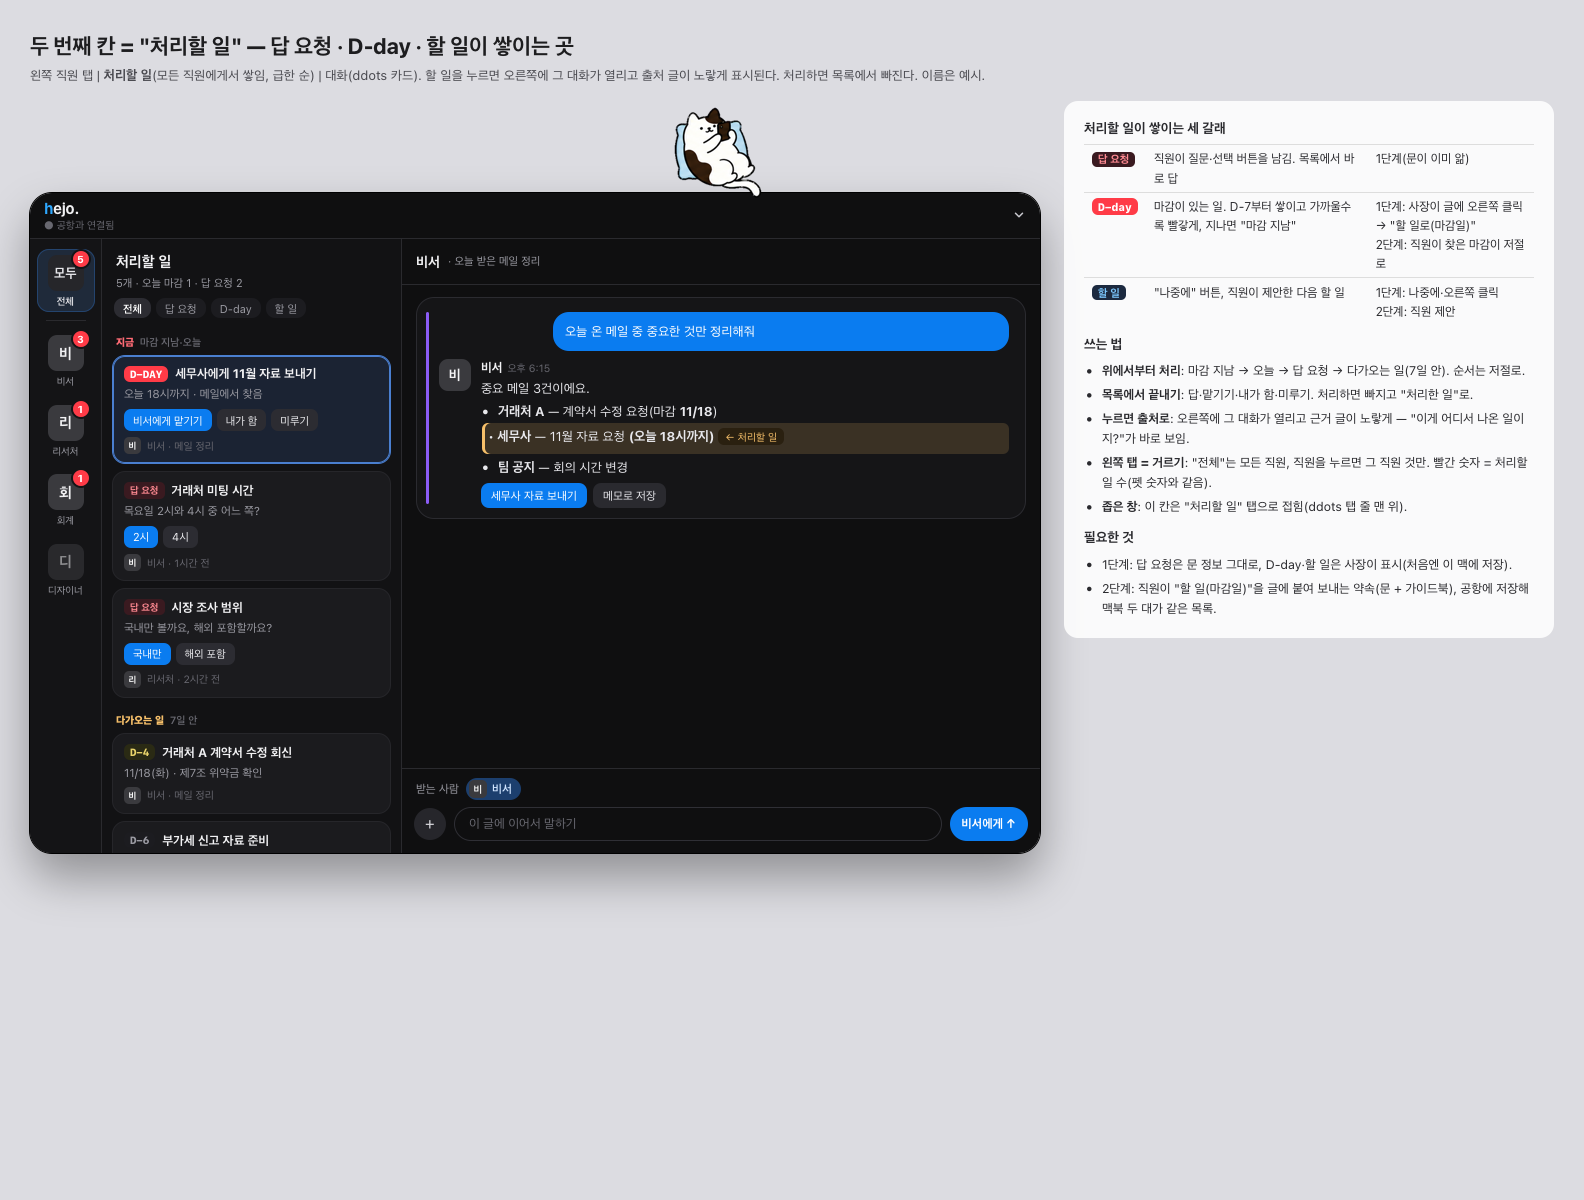 두 번째 칸 = "처리할 일" — 답 요청 · D-day · 할 일이 쌓이는 곳
왼쪽 직원 탭 | 처리할 일(모든 직원에게서 쌓임, 급한 순) | 대화(ddots 카드). 할 일을 누르면 오른쪽에 그 대화가 열리고 출처 글이 노랗게 표시된다. 처리하면 목록에서 빠진다. 이름은 예시.
hejo.
공항과 연결됨
모두
5
전체
비
3
비서
리
1
리서처
회
1
회계
디
디자이너
처리할 일
5개 · 오늘 마감 1 · 답 요청 2
전체 답 요청 D-day 할 일
지금 마감 지남·오늘
D-DAY 세무사에게 11월 자료 보내기
오늘 18시까지 · 메일에서 찾음
비서에게 맡기기 내가 함 미루기
비 비서 · 메일 정리
답 요청 거래처 미팅 시간
목요일 2시와 4시 중 어느 쪽?
2시 4시
비 비서 · 1시간 전
답 요청 시장 조사 범위
국내만 볼까요, 해외 포함할까요?
국내만 해외 포함
리 리서처 · 2시간 전
다가오는 일 7일 안
D-4 거래처 A 계약서 수정 회신
11/18(화) · 제7조 위약금 확인
비 비서 · 메일 정리
D-6 부가세 신고 자료 준비
비서 · 오늘 받은 메일 정리
오늘 온 메일 중 중요한 것만 정리해줘
비 비서 오후 6:15
중요 메일 3건이에요.
• 거래처 A — 계약서 수정 요청(마감 11/18)
· 세무사 — 11월 자료 요청 (오늘 18시까지) ← 처리할 일
• 팀 공지 — 회의 시간 변경
세무사 자료 보내기 메모로 저장
받는 사람 비 비서
+ 이 글에 이어서 말하기 비서에게 ↑
처리할 일이 쌓이는 세 갈래
답 요청 직원이 질문·선택 버튼을 남김. 목록에서 바 1단계(문이 이미 앎)
로 답
D-day 마감이 있는 일. D-7부터 쌓이고 가까울수 1단계: 사장이 글에 오른쪽 클릭
록 빨갛게, 지나면 "마감 지남" → "할 일로(마감일)"
2단계: 직원이 찾은 마감이 저절
로
할 일 "나중에" 버튼, 직원이 제안한 다음 할 일 1단계: 나중에·오른쪽 클릭
2단계: 직원 제안
쓰는 법
• 위에서부터 처리: 마감 지남 → 오늘 → 답 요청 → 다가오는 일(7일 안). 순서는 저절로.
• 목록에서 끝내기: 답·맡기기·내가 함·미루기. 처리하면 빠지고 "처리한 일"로.
• 누르면 출처로: 오른쪽에 그 대화가 열리고 근거 글이 노랗게 — "이게 어디서 나온 일이
지?"가 바로 보임.
• 왼쪽 탭 = 거르기: "전체"는 모든 직원, 직원을 누르면 그 직원 것만. 빨간 숫자 = 처리할
일 수(펫 숫자와 같음).
• 좁은 창: 이 칸은 "처리할 일" 탭으로 접힘(ddots 탭 줄 맨 위).
필요한 것
• 1단계: 답 요청은 문 정보 그대로, D-day·할 일은 사장이 표시(처음엔 이 맥에 저장).
• 2단계: 직원이 "할 일(마감일)"을 글에 붙여 보내는 약속(문 + 가이드북), 공항에 저장해
맥북 두 대가 같은 목록.